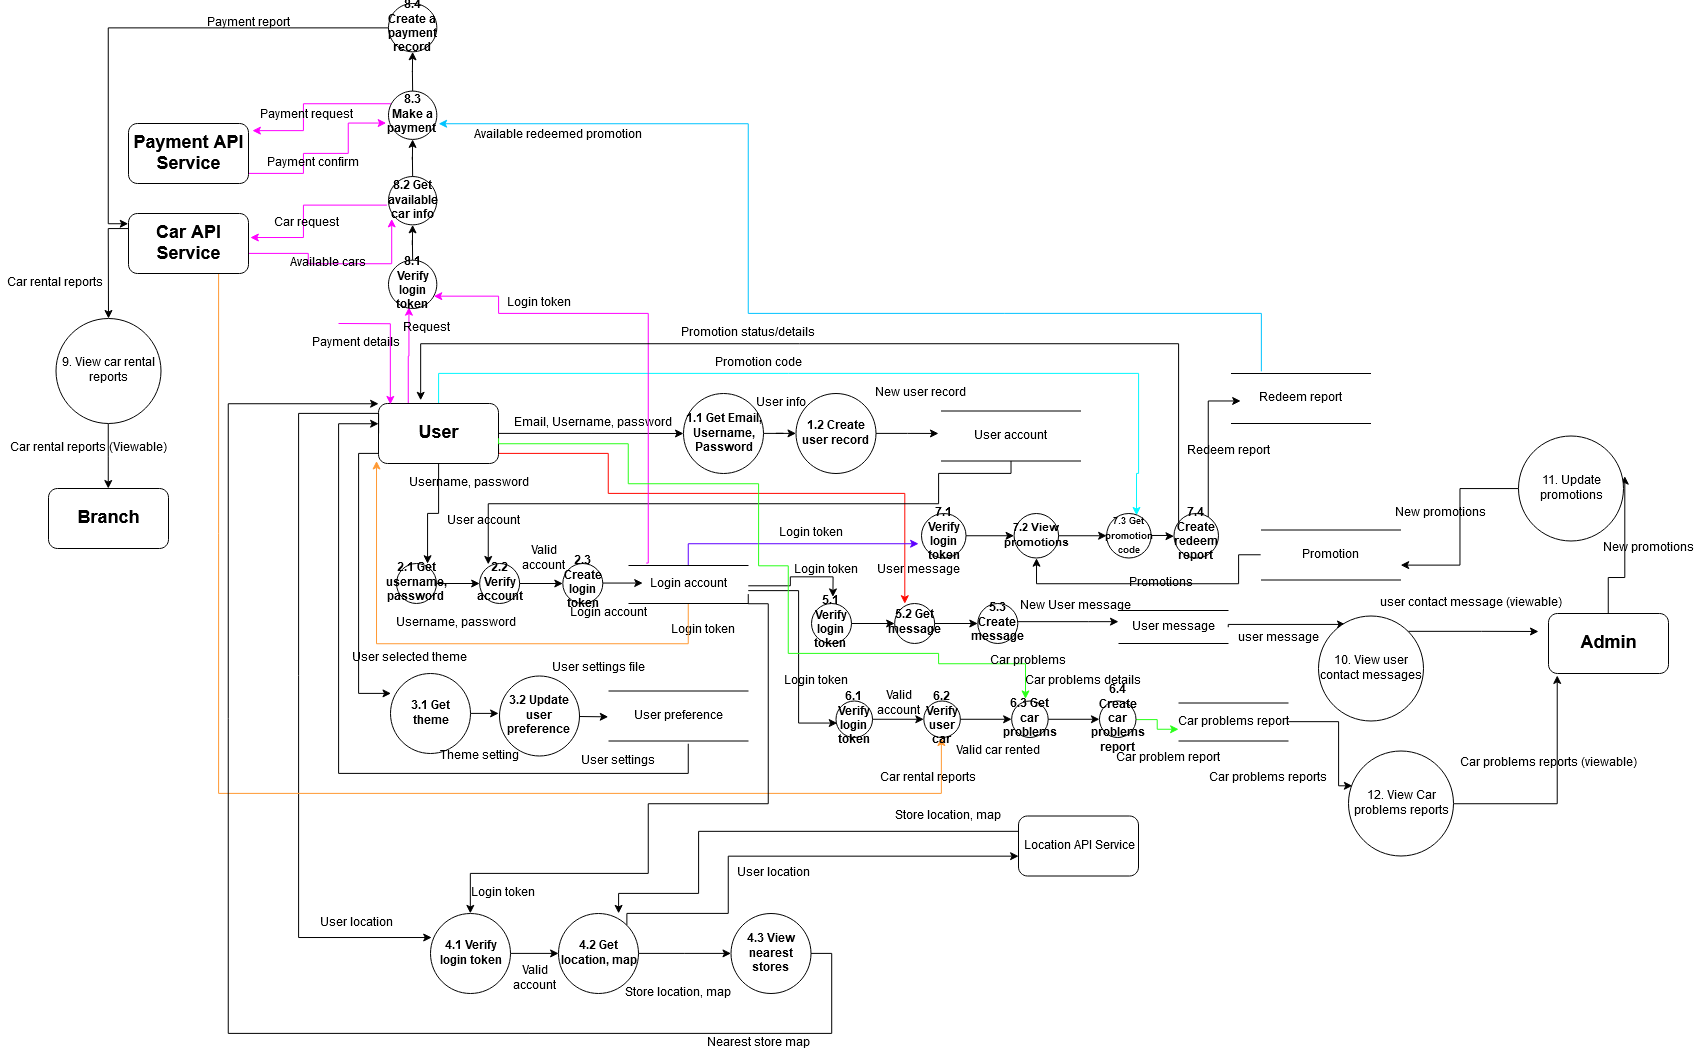 8.4
Create a
payment
record
Payment report
8.3
Make a
payment
Payment request
Payment API
Service
Payment confirm
Available redeemed promotion
8.2 Get
available
car info
Car request
Car API
Service
Available cars
8.1
Verify
login
token
Login token
Car rental reports
Request
Payment details
Promotion status/details
Promotion code
9. View car rental
reports
Car rental reports (Viewable)
Branch
User
Email, Username, password
1.1 Get Email,
Username,
Password
User info
1.2 Create
user record
New user record
User account
Redeem report
Redeem report
11. Update
promotions
New promotions
New promotions
Username, password
User account
Valid
account
2.1 Get
username,
password
2.2
Verify
account
2.3
Create
login
token
Login account
Login account
Username, password
Login token
Login token
7.1
Verify
login
token
7.2 View
promotions
7.3 Get
promotion
code
7.4
Create
redeem
report
Promotion
Promotions
User message
Login token
5.1
Verify
login
token
5.2 Get
message
5.3
Create
message
New User message
User message
user message
user contact message (viewable)
10. View user
contact messages
Admin
User selected theme
User settings file
3.1 Get
theme
3.2 Update
user
preference
User preference
Theme setting
User settings
Login token
Car problems
Car problems details
6.1
Verify
login
token
Valid
account
6.2
Verify
user
car
6.3 Get
car
problems
6.4
Create
car
problems
report
Valid car rented
Car problems report
Car problem report
Car rental reports
Car problems reports
Car problems reports (viewable)
12. View Car
problems reports
Store location, map
Location API Service
User location
Login token
User location
4.1 Verify
login token
Valid
account
4.2 Get
location, map
Store location, map
4.3 View
nearest
stores
Nearest store map